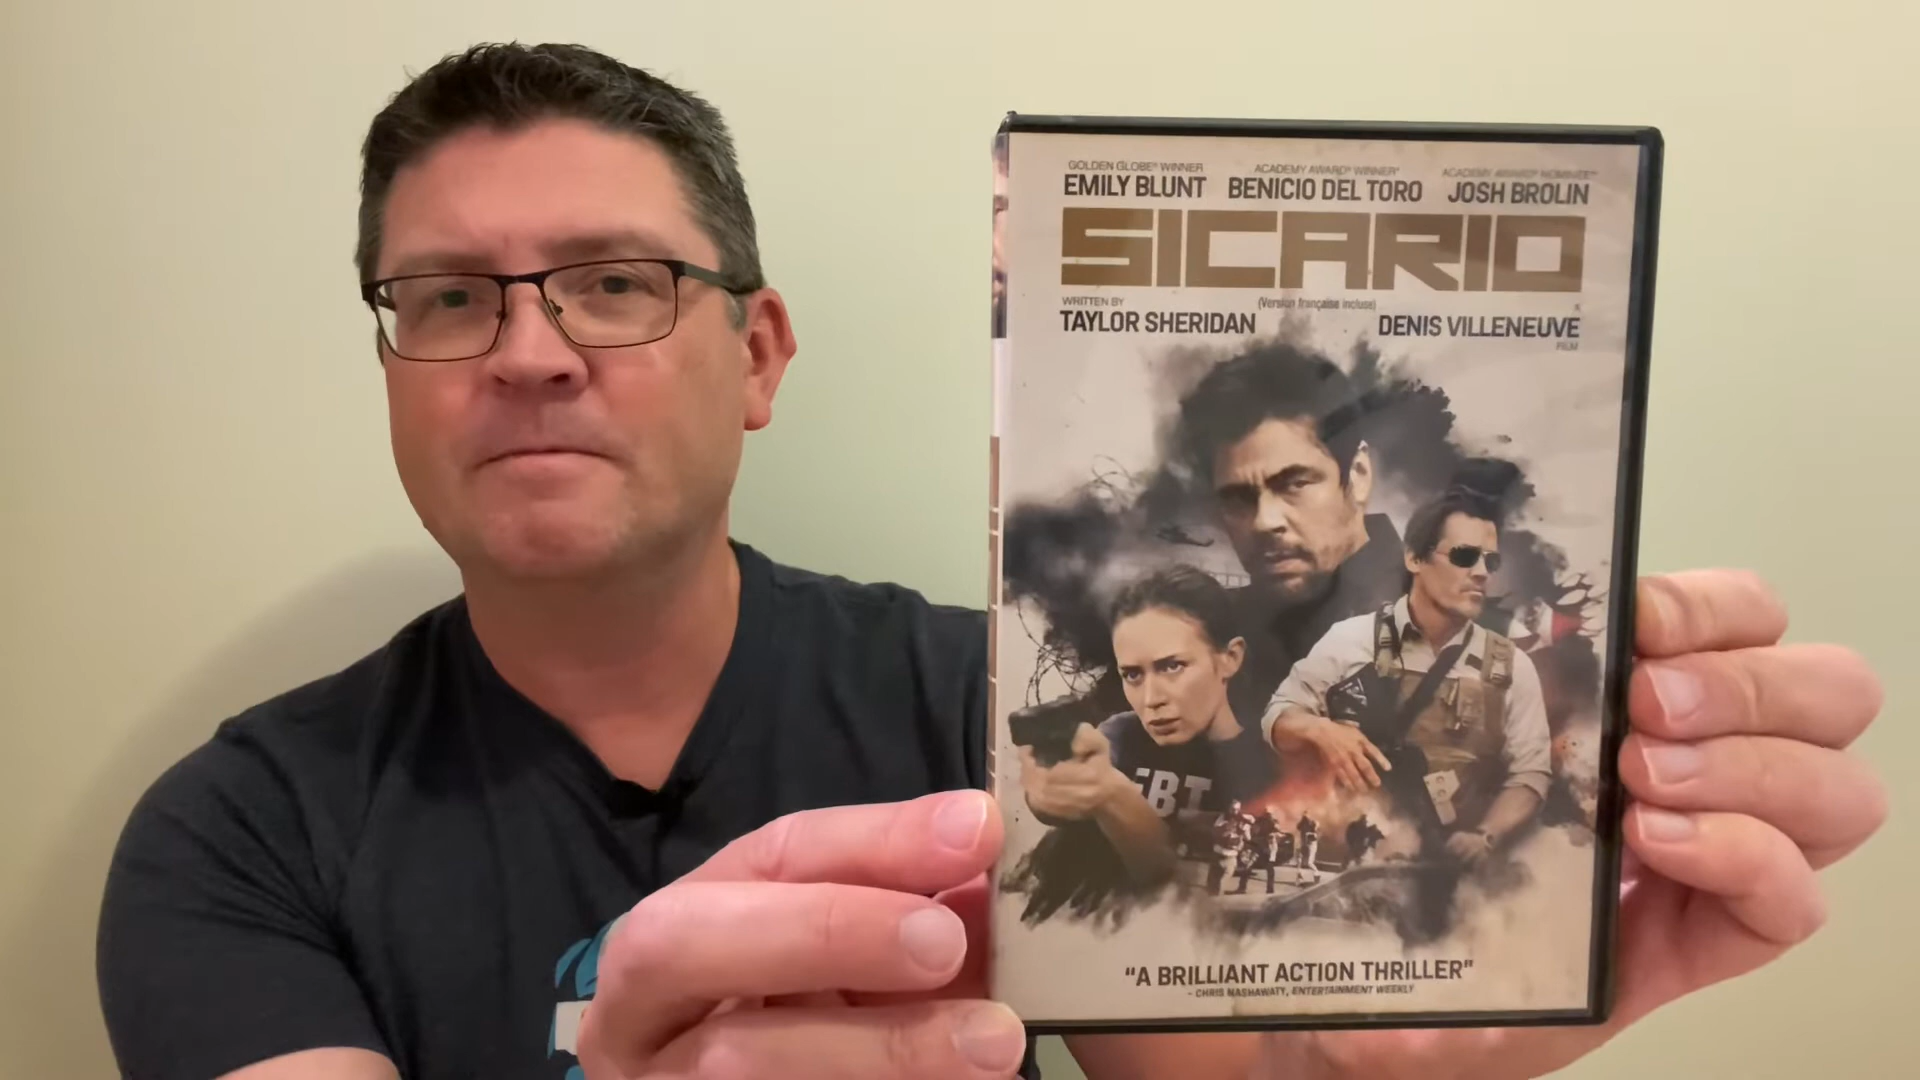 GOLDEN GLOBE® WINNER ACADEMY AWARD® WINNER* ACADEMY AWARD® NOMINEE**
EMILY BLUNT BENICIO DEL TORO JOSH BROLIN
SICARIO
(Version française incluse)
WRITTEN BY
TAYLOR SHERIDAN
A
DENIS VILLENEUVE
FILM
FBI
“A BRILLIANT ACTION THRILLER”
- CHRIS NASHAWATY, ENTERTAINMENT WEEKLY